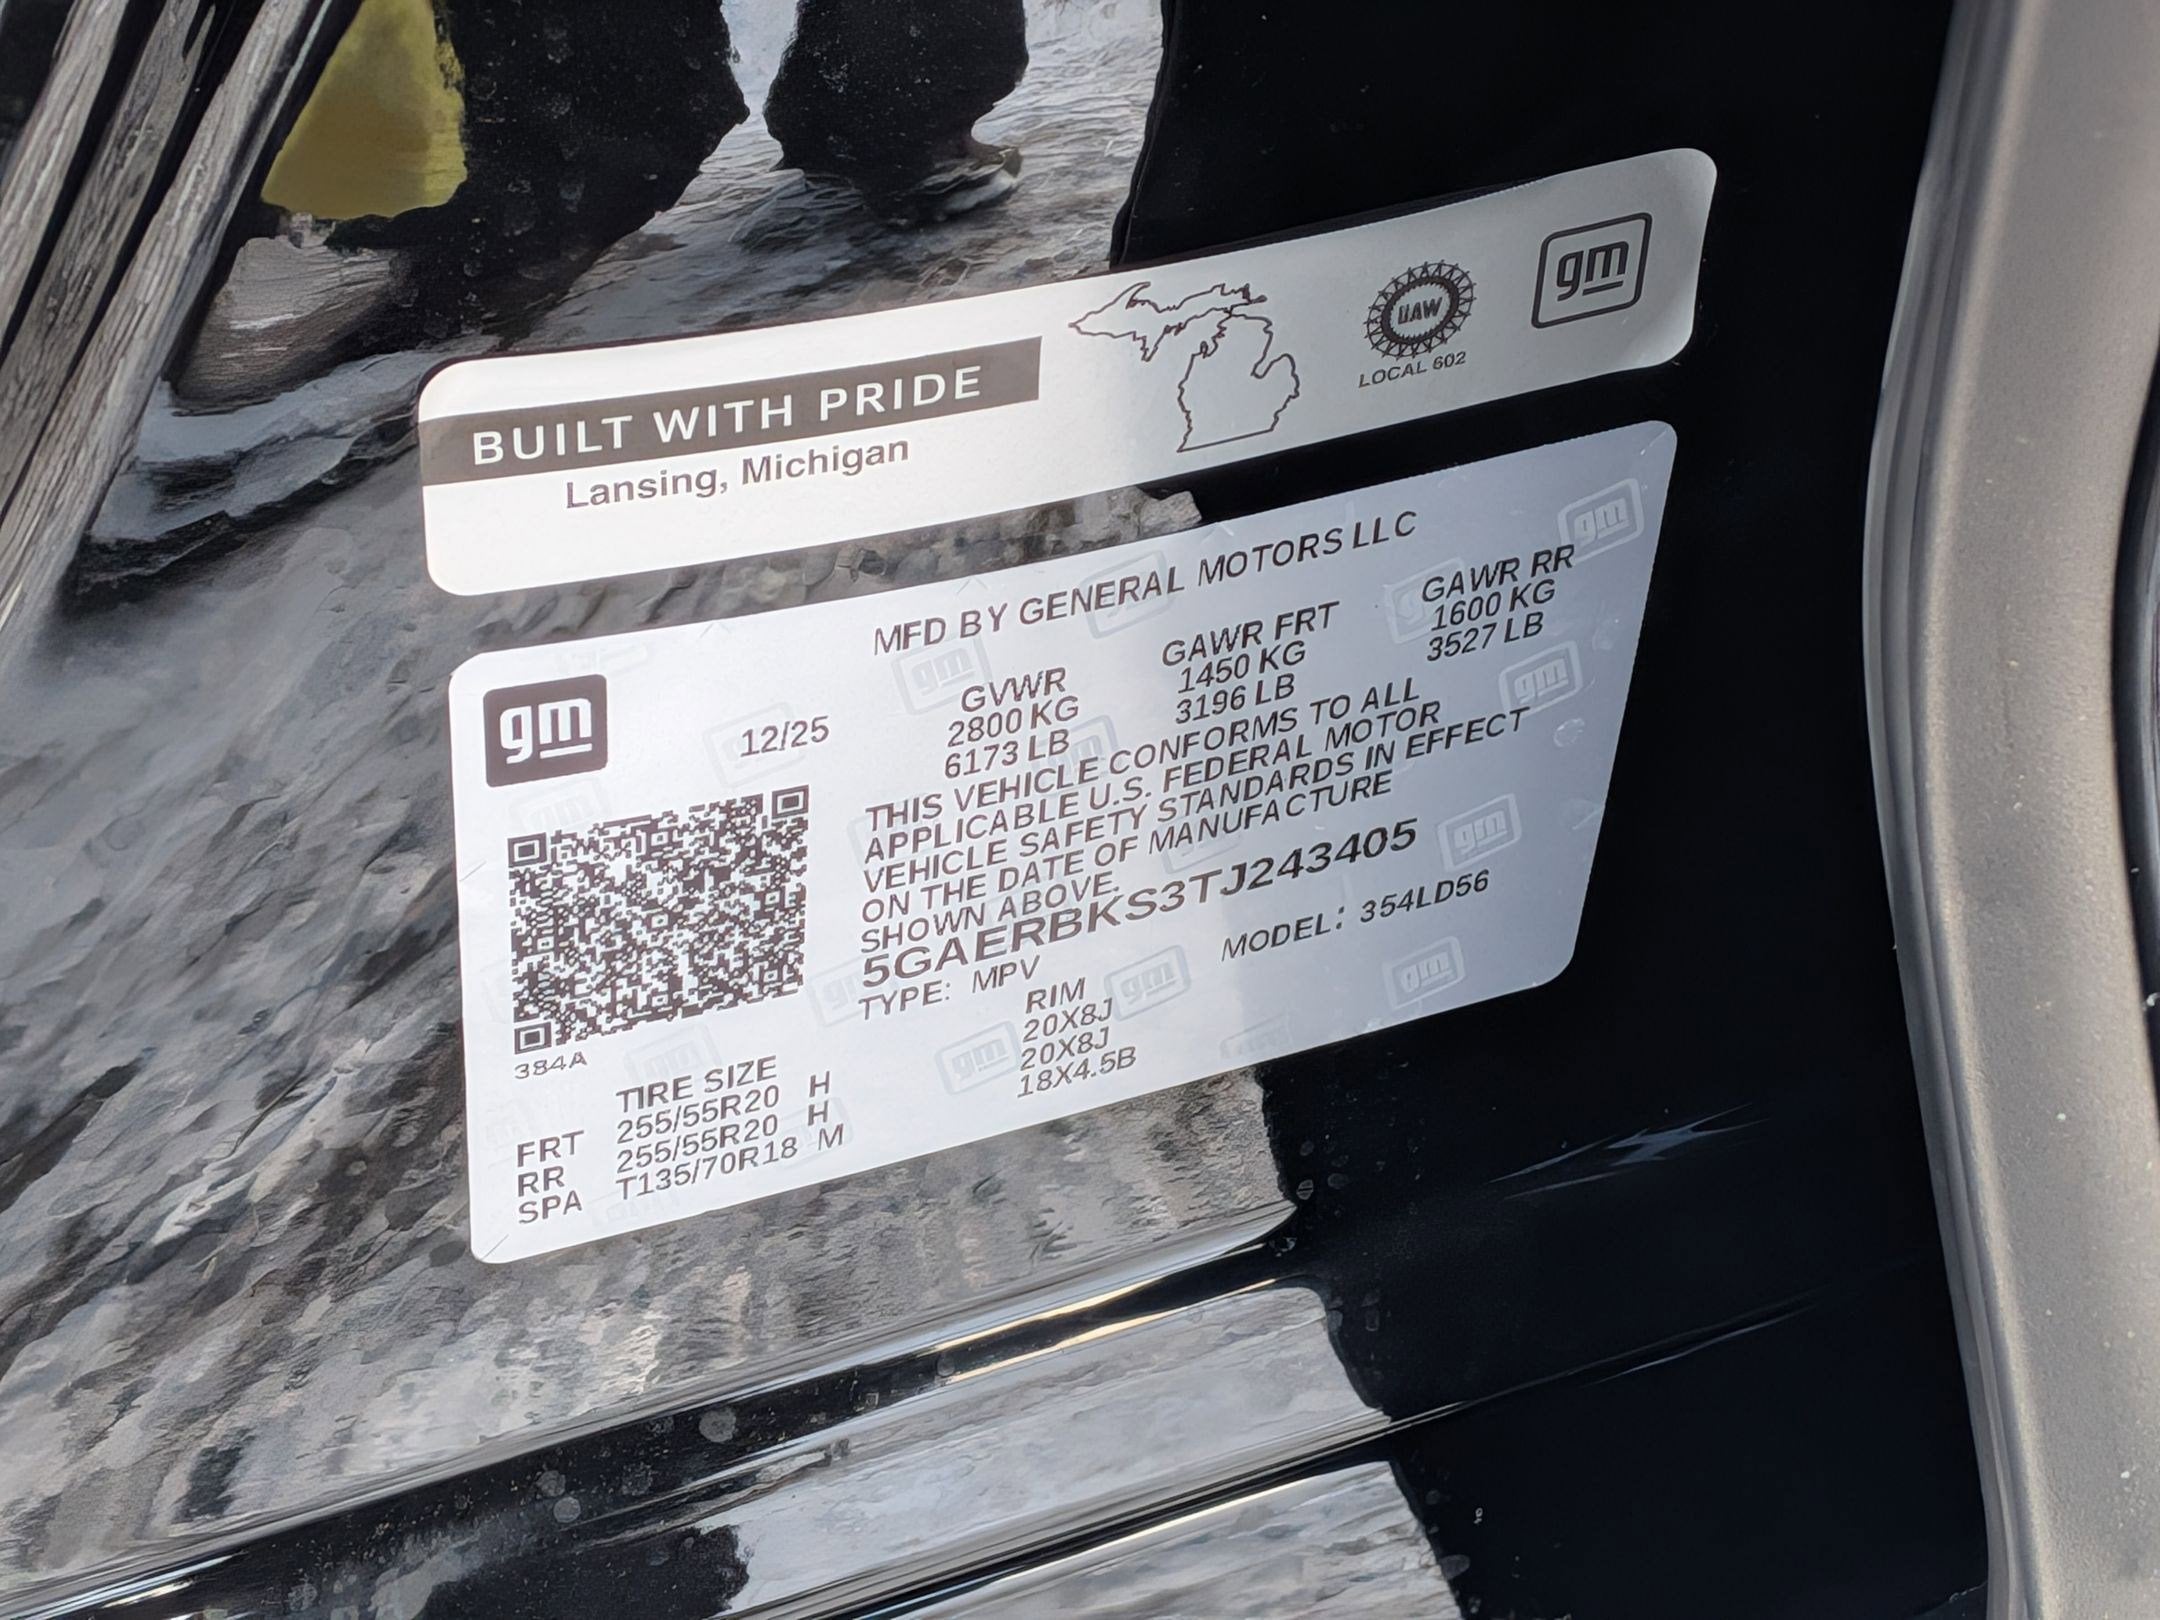 BUILT WITH PRIDE
Lansing, Michigan
UAW
LOCAL 602
gm
MFD BY GENERAL MOTORS LLC
gm
12/25
GVWR GAWR FRT GAWR RR
2800 KG 1450 KG 1600 KG
6173 LB 3196 LB 3527 LB
THIS VEHICLE CONFORMS TO ALL
APPLICABLE U.S. FEDERAL MOTOR
VEHICLE SAFETY STANDARDS IN EFFECT
ON THE DATE OF MANUFACTURE
SHOWN ABOVE.
5GAERBKS3TJ243405
TYPE: MPV MODEL: 354LD56
384A
TIRE SIZE RIM
FRT 255/55R20 H 20X8J
RR 255/55R20 H 20X8J
SPA T135/70R18 M 18X4.5B